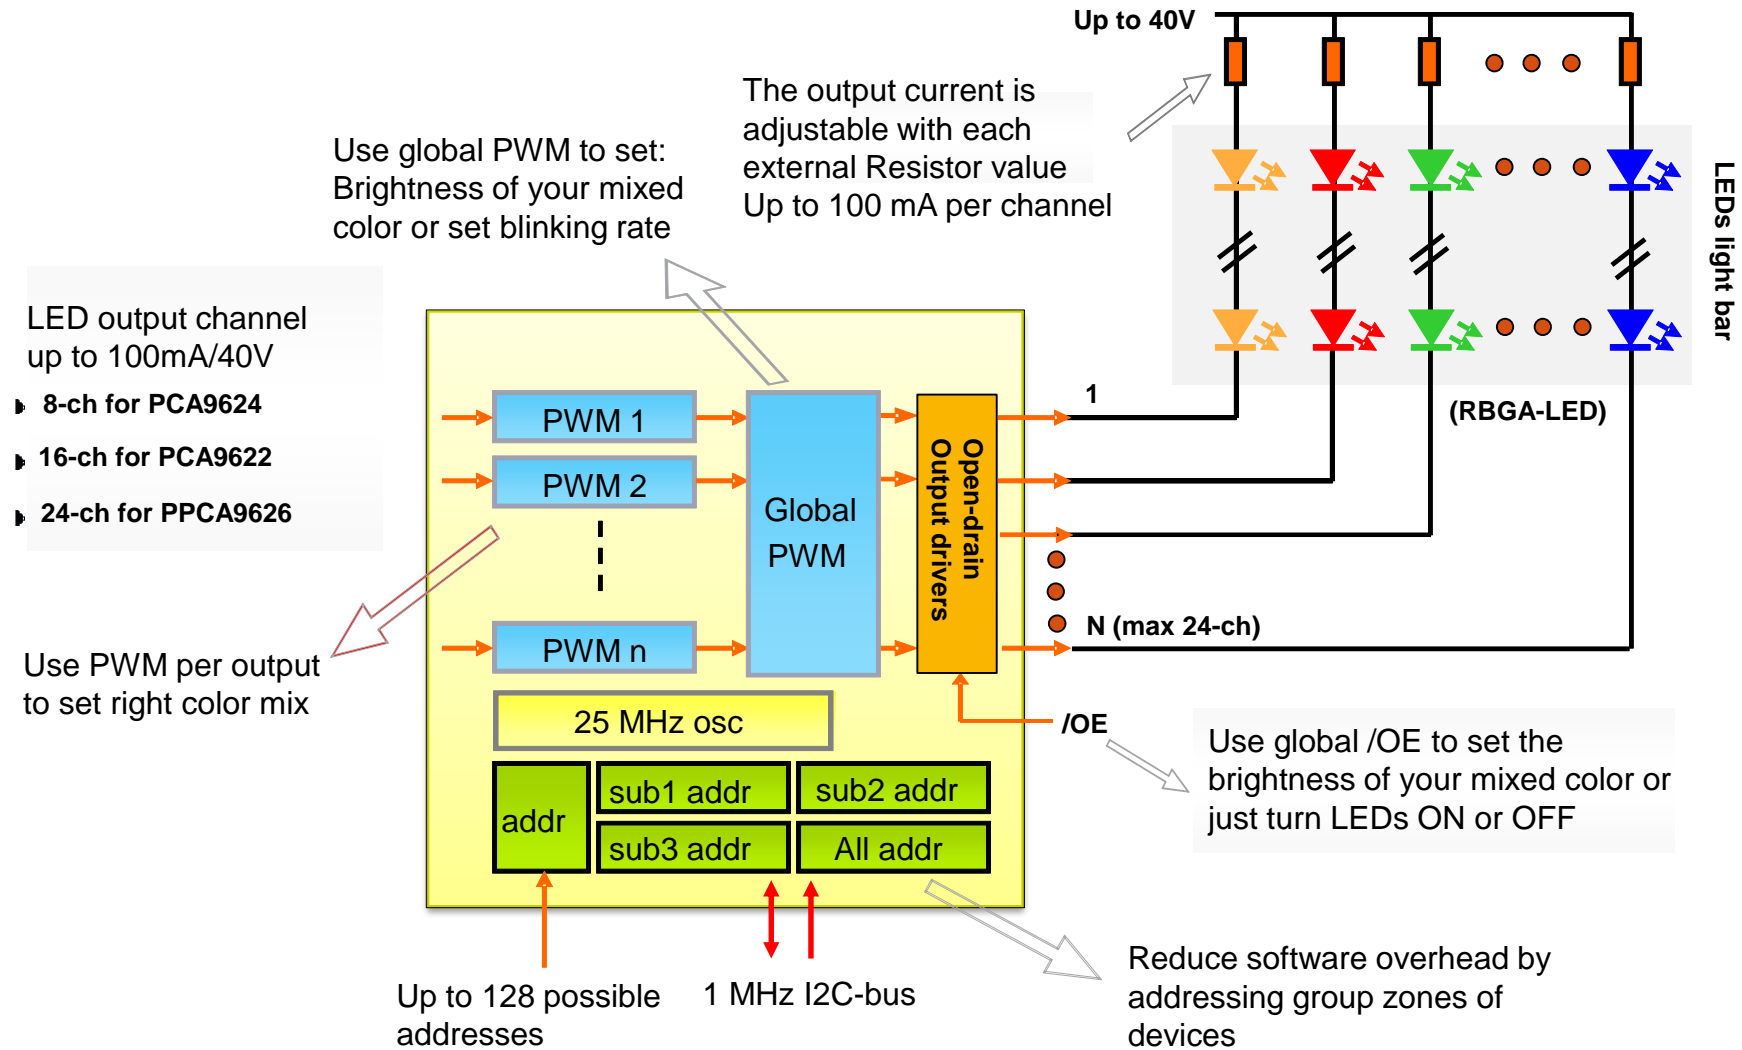 Up to 40V
The output current is
adjustable with each
external Resistor value
Up to 100 mA per channel
Use global PWM to set:
Brightness of your mixed
color or set blinking rate
LEDs light bar
LED output channel
up to 100mA/40V
8-ch for PCA9624
16-ch for PCA9622
24-ch for PPCA9626
1
(RBGA-LED)
PWM 1
PWM 2
Global
PWM
Open-drain
Output drivers
PWM n
N (max 24-ch)
Use PWM per output
to set right color mix
25 MHz osc
/OE
Use global /OE to set the
brightness of your mixed color or
just turn LEDs ON or OFF
addr
sub1 addr
sub2 addr
sub3 addr
All addr
Up to 128 possible
addresses
1 MHz I2C-bus
Reduce software overhead by
addressing group zones of
devices